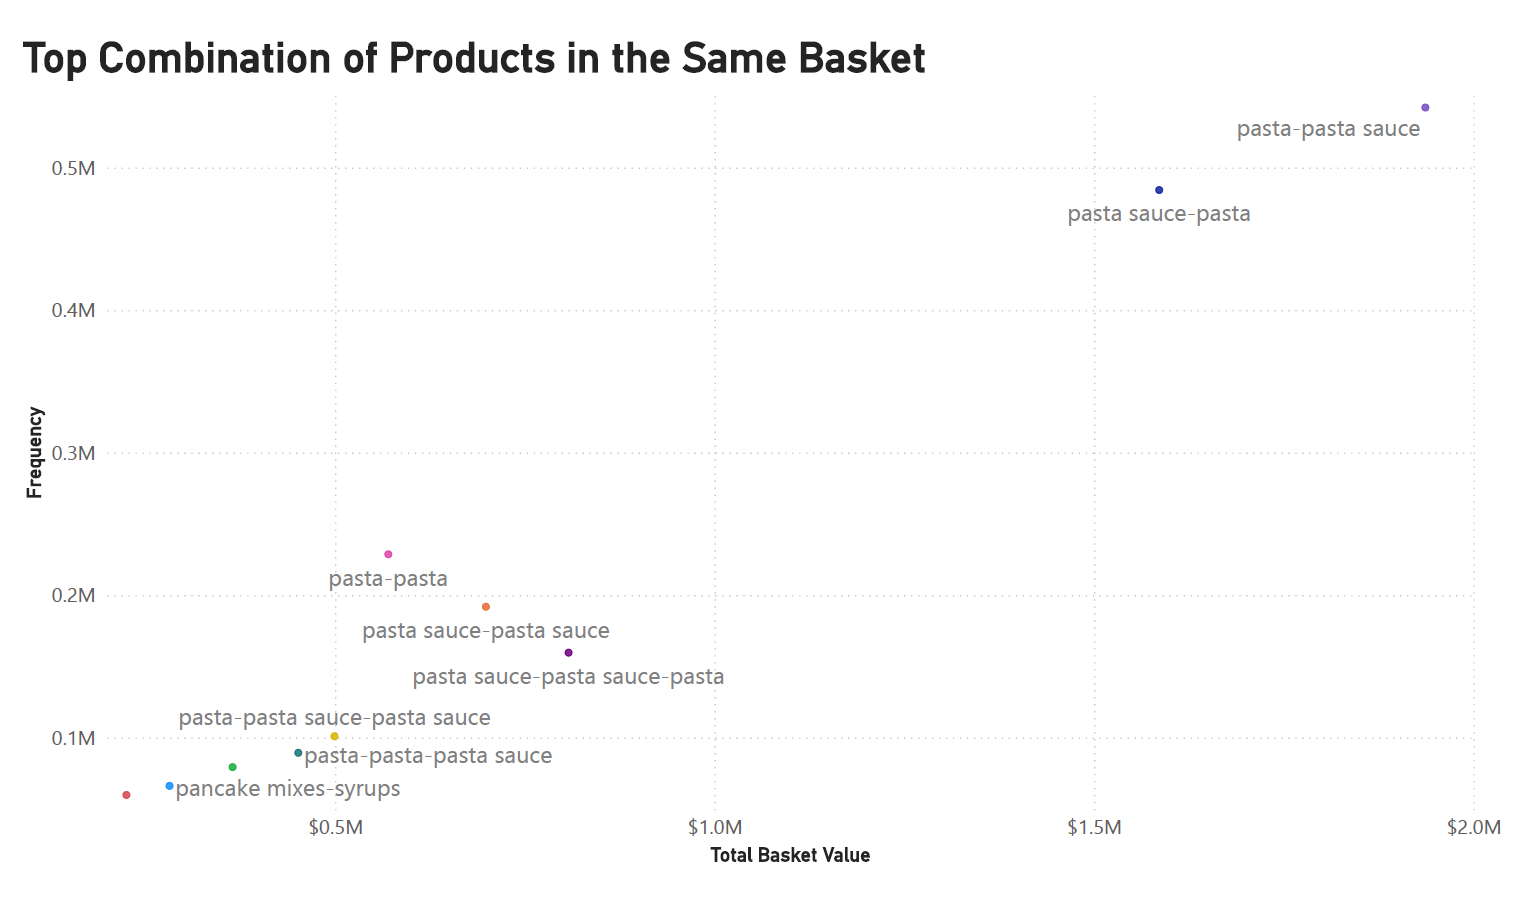 Top Combination of Products in the Same Basket
pasta-pasta sauce
0.5M
pasta sauce-pasta
0.4M
Frequency
0.3M
pasta-pasta
0.2M
pasta sauce-pasta sauce
pasta sauce-pasta sauce-pasta
pasta-pasta sauce-pasta sauce
0.1M
pasta-pasta-pasta sauce
pancake mixes-syrups
$0.5M
$1.0M
$1.5M
$2.0M
Total Basket Value